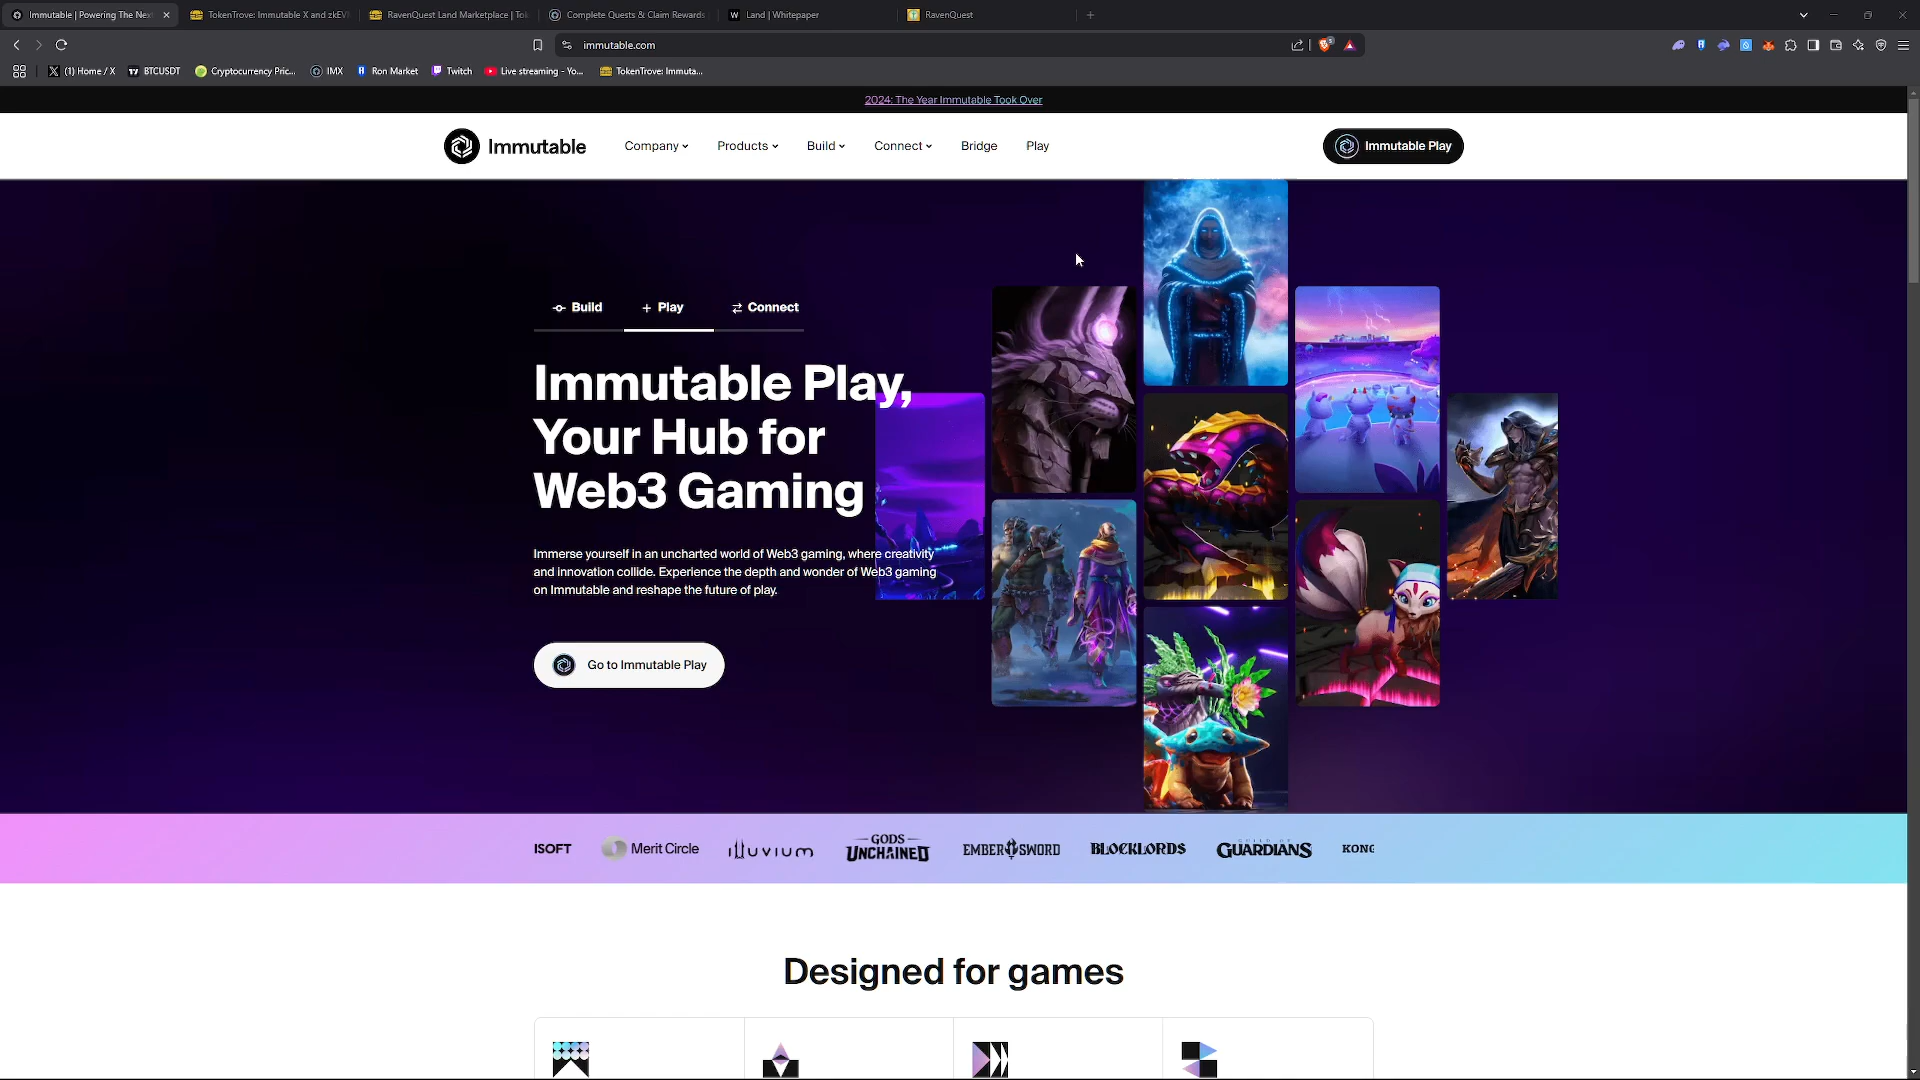 Immutable | Powering The Nex
TokenTrove: Immutable X and zkEV
RavenQuest Land Marketplace | Tok
Complete Quests & Claim Rewards
Land | Whitepaper
RavenQuest
immutable.com
(1) Home / X
BTCUSDT
Cryptocurrency Pric...
IMX
Ron Market
Twitch
Live streaming - Yo...
TokenTrove: Immuta...
2024: The Year Immutable Took Over
Immutable
Company
Products
Build
Connect
Bridge
Play
Immutable Play
Build
Play
Connect
Immutable Play,
Your Hub for
Web3 Gaming
Immerse yourself in an uncharted world of Web3 gaming, where creativity
and innovation collide. Experience the depth and wonder of Web3 gaming
on Immutable and reshape the future of play.
Go to Immutable Play
ISOFT
Merit Circle
ILLUVIUM
GODS
UNCHAINED
EMBER SWORD
BLOCKLORDS
GUILD OF
GUARDIANS
KONG
Designed for games